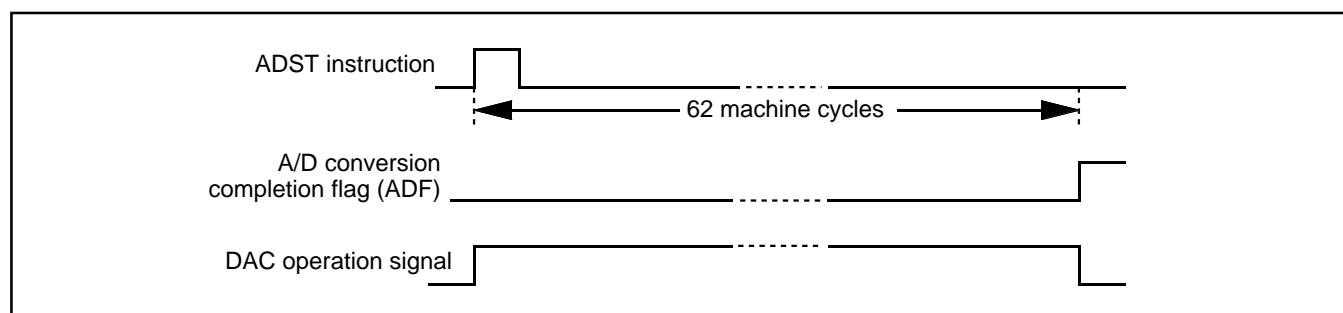 ADST instruction
62 machine cycles
A/D conversion
completion flag (ADF)
DAC operation signal